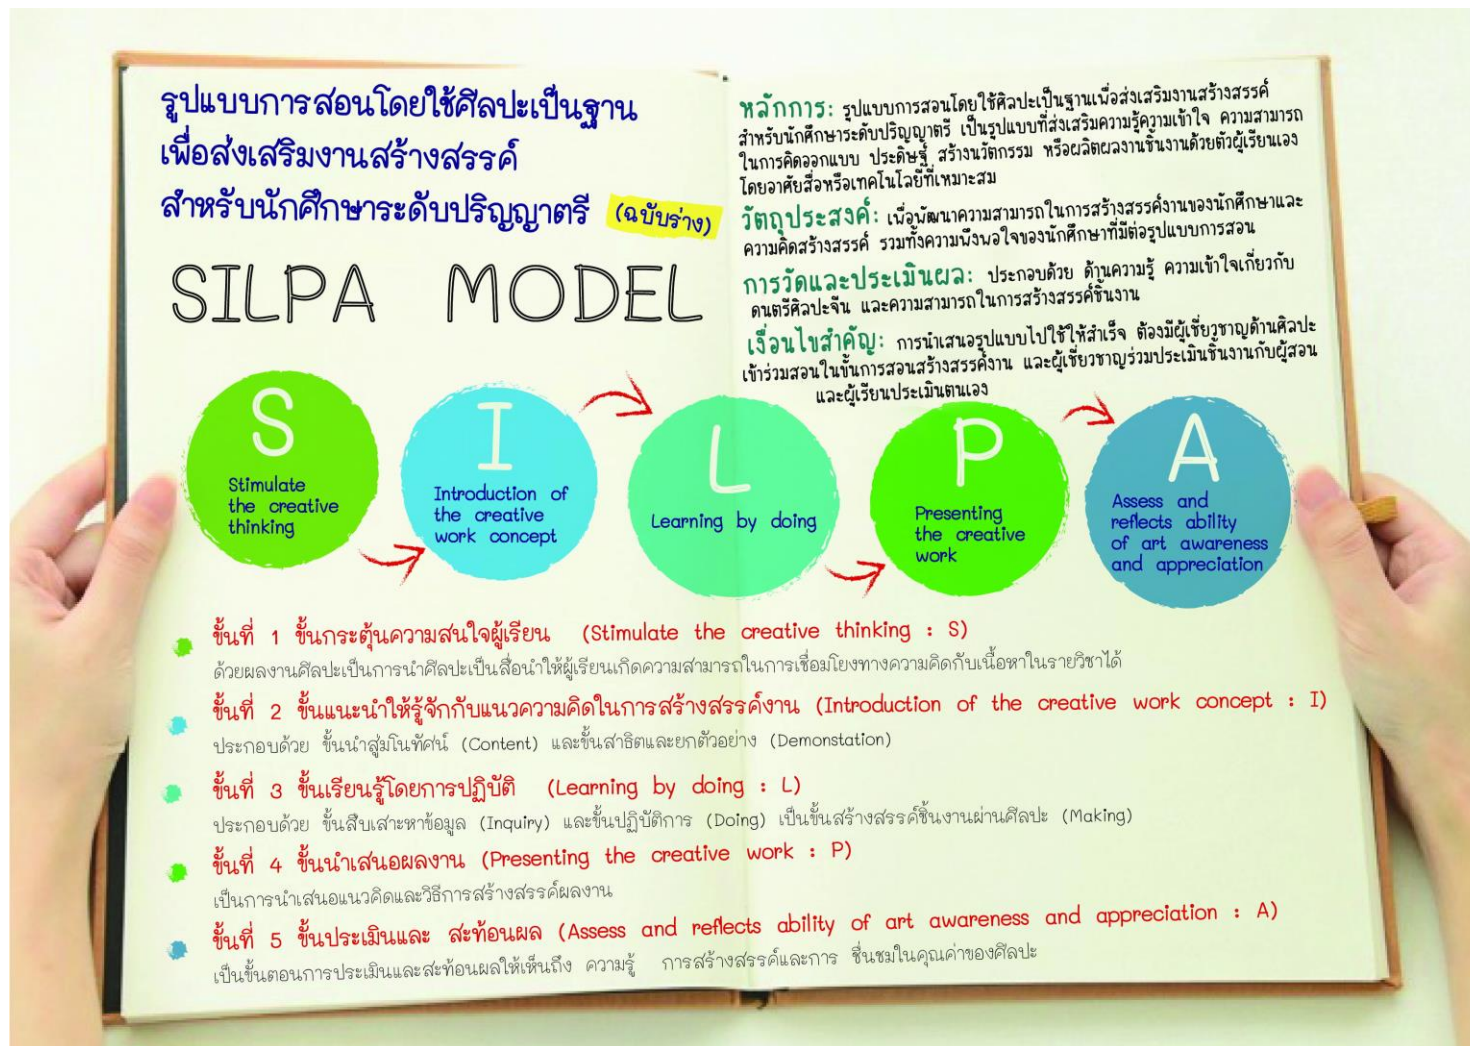 รูปแบบการสอนโดยใช้ศิลปะเป็นฐาน
เพื่อส่งเสริมงานสร้างสรรค์
สำหรับนักศึกษาระดับปริญญาตรี (ฉบับร่าง)
SILPA MODEL
หลักการ: รูปแบบการสอนโดยใช้ศิลปะเป็นฐานเพื่อส่งเสริมงานสร้างสรรค์
สำหรับนักศึกษาระดับปริญญาตรี เป็นรูปแบบที่ส่งเสริมความรู้ความเข้าใจ ความสามารถ
ในการคิดออกแบบ ประดิษฐ์ สร้างนวัตกรรม หรือผลิตผลงานชิ้นงานด้วยตัวผู้เรียนเอง
โดยอาศัยสื่อหรือเทคโนโลยีที่เหมาะสม
วัตถุประสงค์: เพื่อพัฒนาความสามารถในการสร้างสรรค์งานของนักศึกษาและ
ความคิดสร้างสรรค์ รวมทั้งความพึงพอใจของนักศึกษาที่มีต่อรูปแบบการสอน
การวัดและประเมินผล: ประกอบด้วย ด้านความรู้ ความเข้าใจเกี่ยวกับ
ดนตรีศิลปะจีน และความสามารถในการสร้างสรรค์ชิ้นงาน
เงื่อนไขสำคัญ: การนำเสนอรูปแบบไปใช้ให้สำเร็จ ต้องมีผู้เชี่ยวชาญด้านศิลปะ
เข้าร่วมสอนในขั้นการสอนสร้างสรรค์งาน และผู้เชี่ยวชาญร่วมประเมินชิ้นงานกับผู้สอน
และผู้เรียนประเมินตนเอง
S
Stimulate
the creative
thinking
I
Introduction of
the creative
work concept
L
Learning by doing
P
Presenting
the creative
work
A
Assess and
reflects ability
of art awareness
and appreciation
ขั้นที่ 1 ขั้นกระตุ้นความสนใจผู้เรียน (Stimulate the creative thinking : S)
ด้วยผลงานศิลปะเป็นการนำศิลปะเป็นสื่อนำให้ผู้เรียนเกิดความสามารถในการเชื่อมโยงทางความคิดกับเนื้อหาในรายวิชาได้
ขั้นที่ 2 ขั้นแนะนำให้รู้จักกับแนวความคิดในการสร้างสรรค์งาน (Introduction of the creative work concept : I)
ประกอบด้วย ขั้นนำสู่มโนทัศน์ (Content) และขั้นสาธิตและยกตัวอย่าง (Demonstation)
ขั้นที่ 3 ขั้นเรียนรู้โดยการปฏิบัติ (Learning by doing : L)
ประกอบด้วย ขั้นสืบเสาะหาข้อมูล (Inquiry) และขั้นปฏิบัติการ (Doing) เป็นขั้นสร้างสรรค์ชิ้นงานผ่านศิลปะ (Making)
ขั้นที่ 4 ขั้นนำเสนอผลงาน (Presenting the creative work : P)
เป็นการนำเสนอแนวคิดและวิธีการสร้างสรรค์ผลงาน
ขั้นที่ 5 ขั้นประเมินและ สะท้อนผล (Assess and reflects ability of art awareness and appreciation : A)
เป็นขั้นตอนการประเมินและสะท้อนผลให้เห็นถึง ความรู้ การสร้างสรรค์และการ ชื่นชมในคุณค่าของศิลปะ